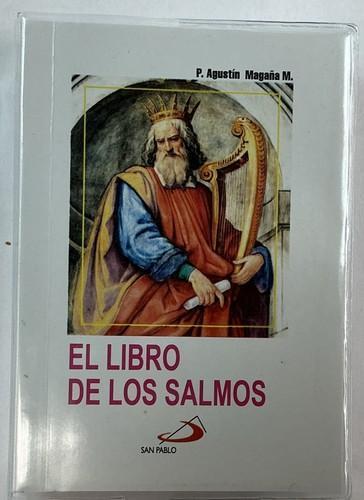 P. Agustín Magaña M.
EL LIBRO
DE LOS SALMOS
SAN PABLO